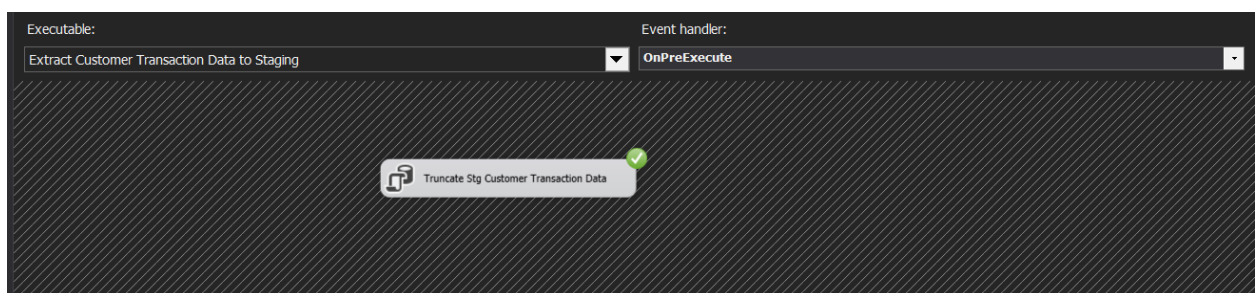 Executable:
Event handler:
Extract Customer Transaction Data to Staging
OnPreExecute
Truncate Stg Customer Transaction Data